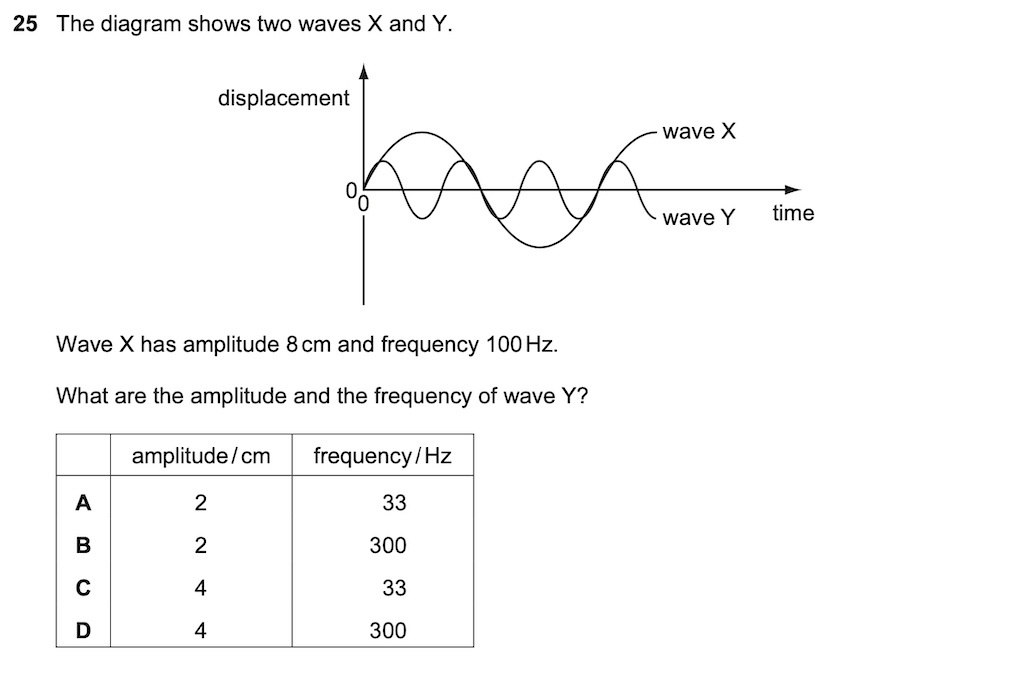 25 The diagram shows two waves X and Y.
displacement
wave X
0
0
wave Y
time
Wave X has amplitude 8 cm and frequency 100 Hz.
What are the amplitude and the frequency of wave Y?
amplitude / cm frequency / Hz
A 2 33
B 2 300
C 4 33
D 4 300